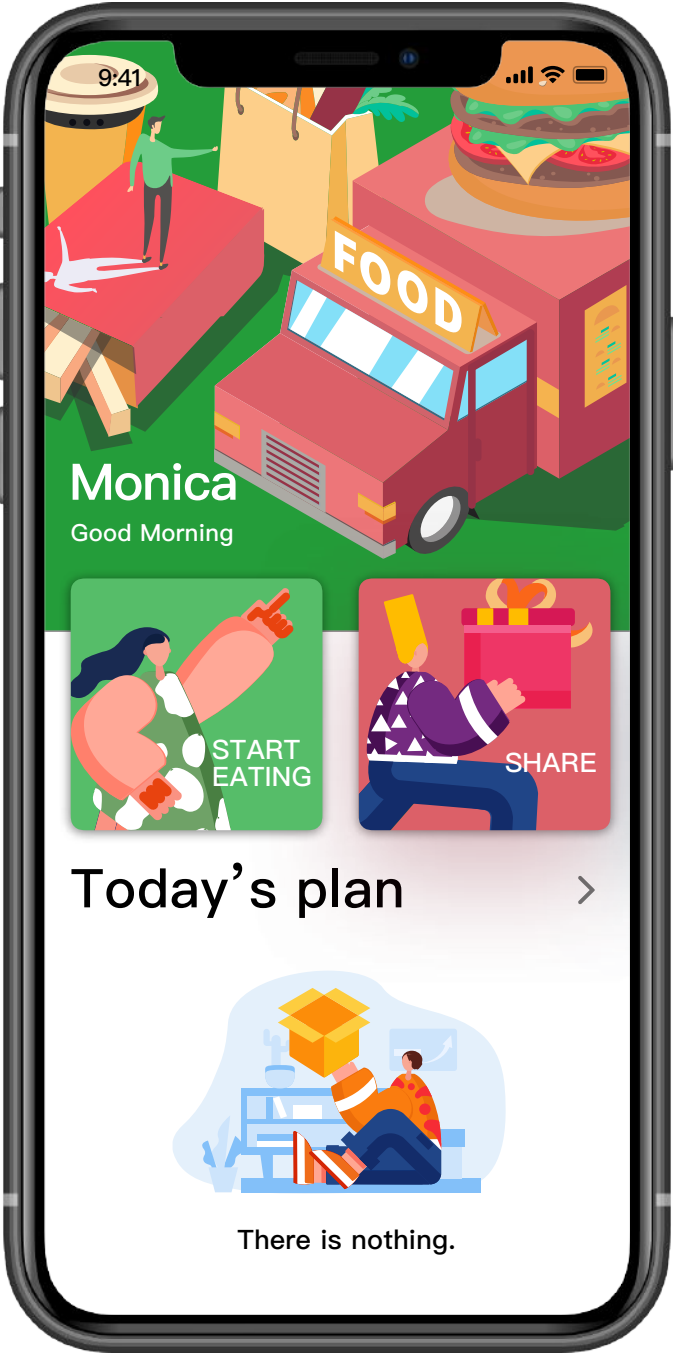 9:41
FOOD
Monica
Good Morning
START
EATING
SHARE
Today’s plan
There is nothing.